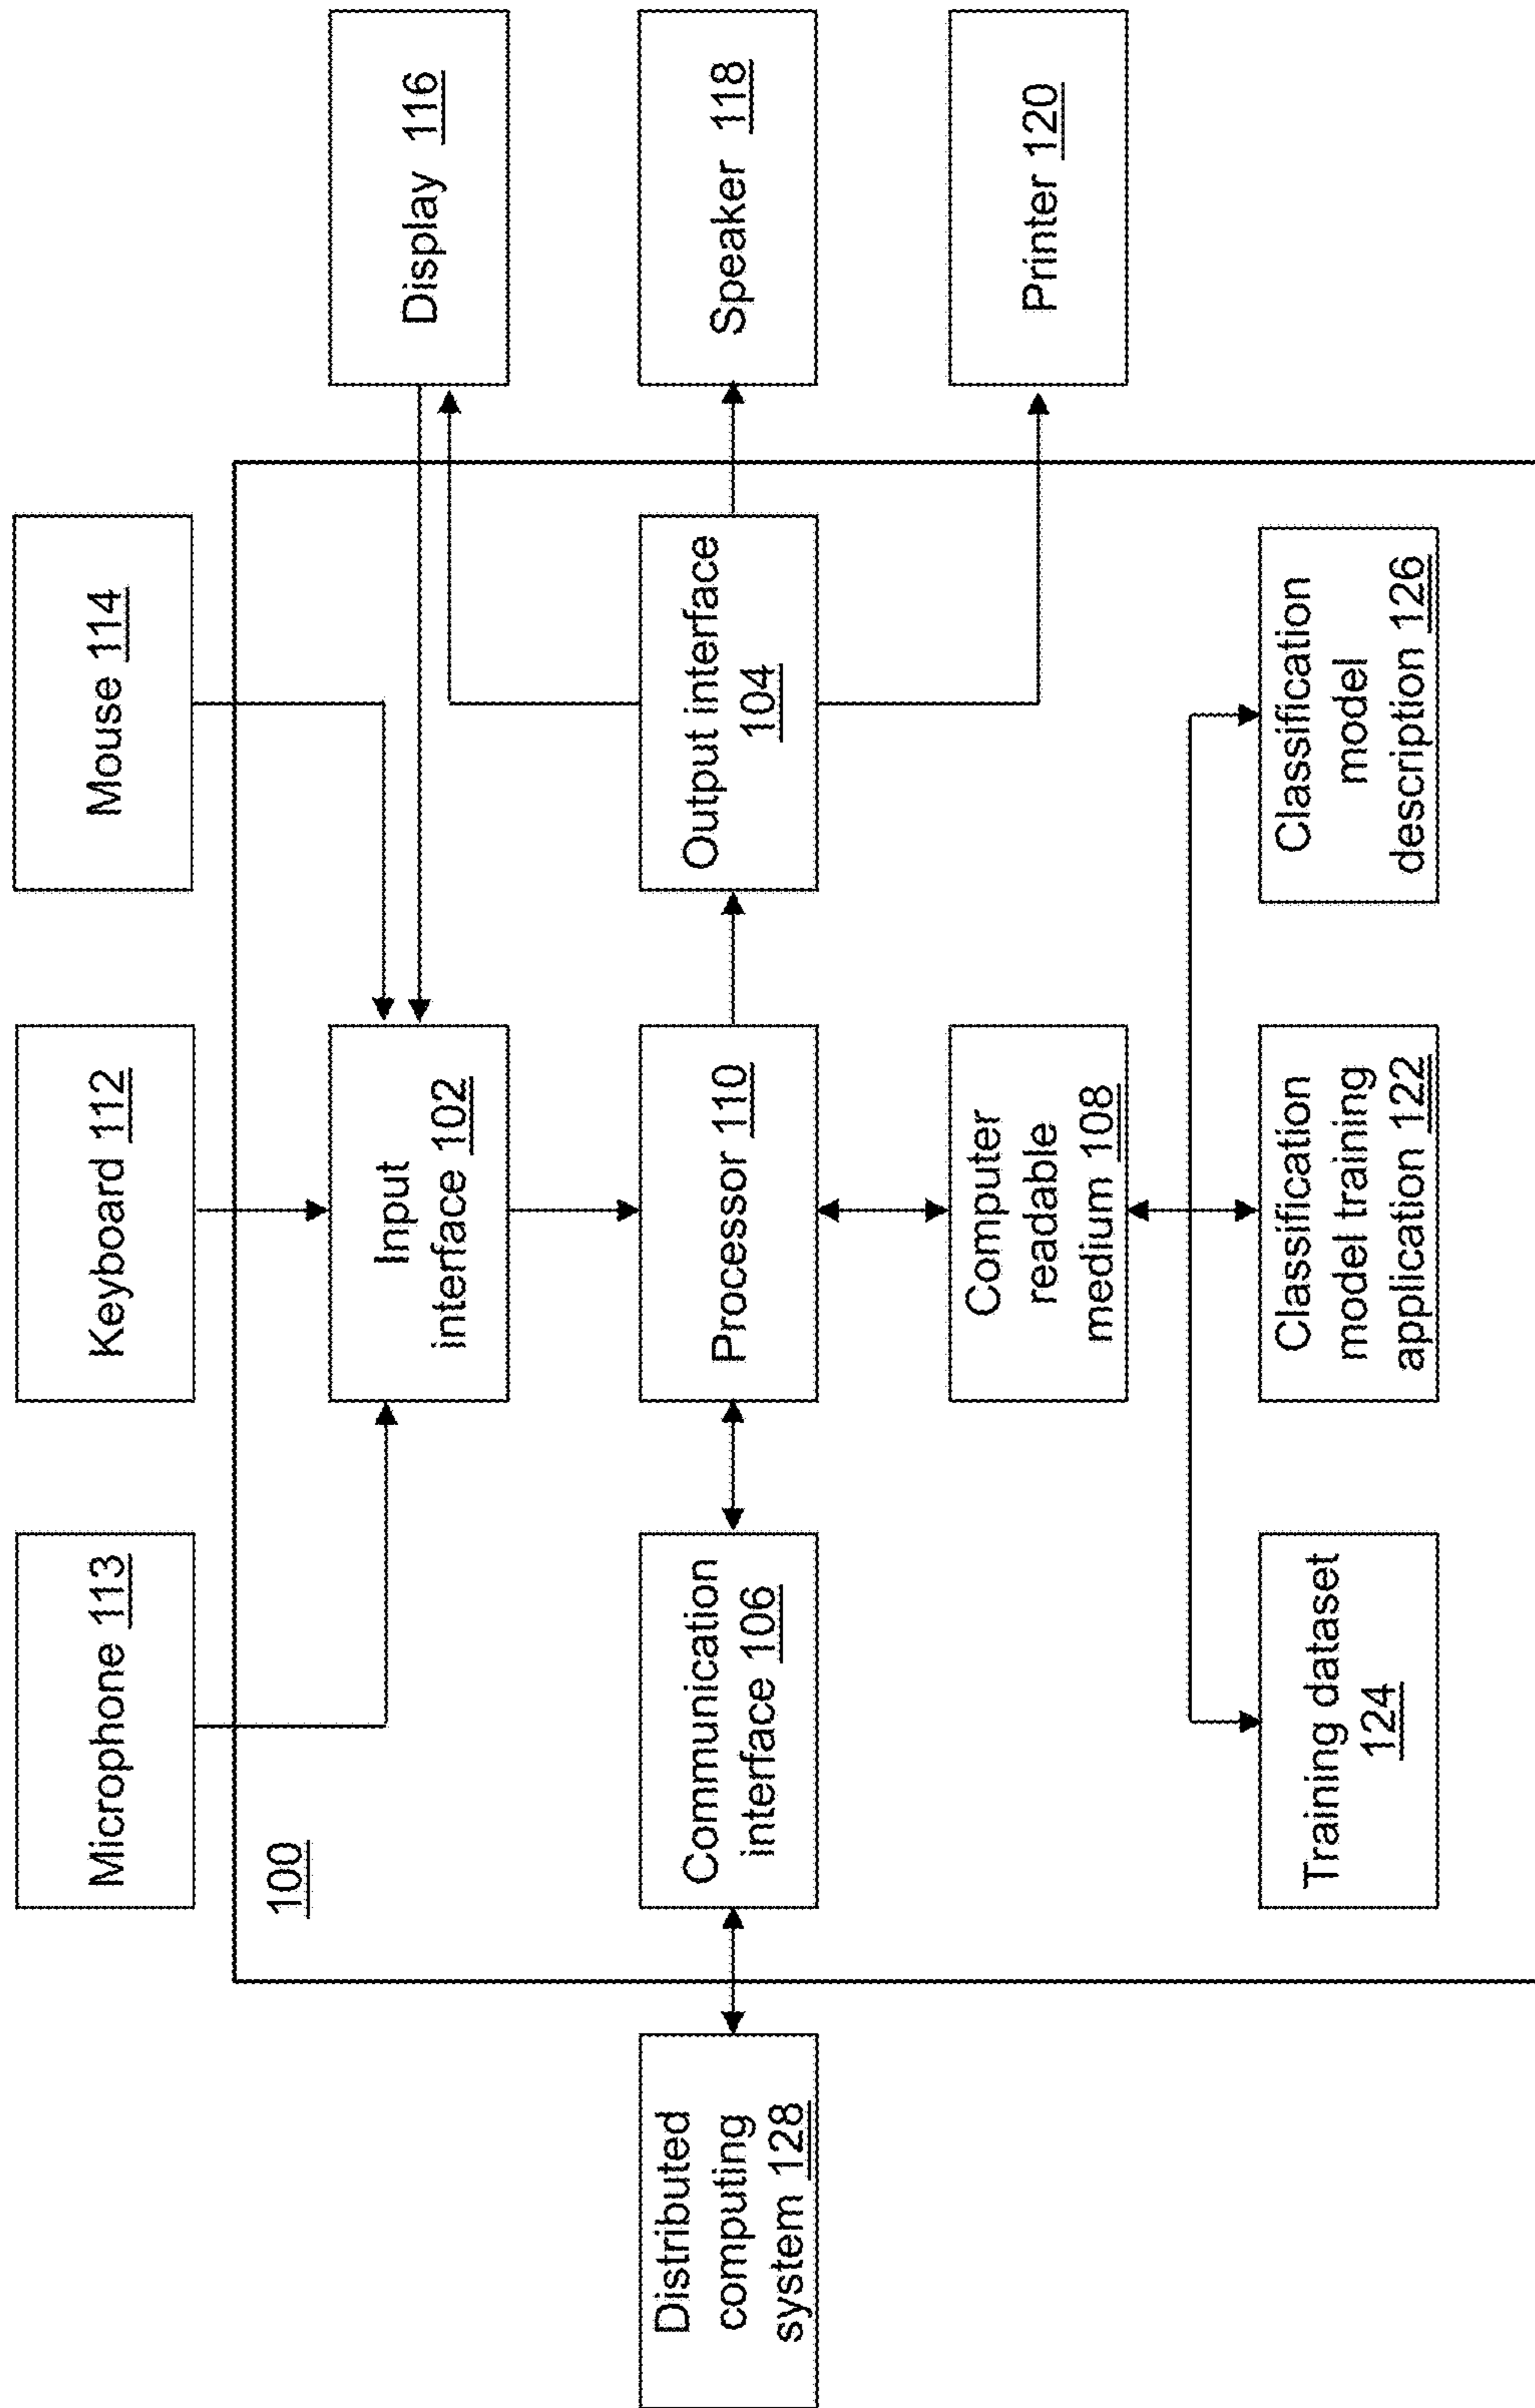 Microphone 113
Keyboard 112
Mouse 114
100
Input
interface 102
Display 116
Distributed
computing
system 128
Communication
interface 106
Processor 110
Output interface
104
Speaker 118
Computer
readable
medium 108
Printer 120
Training dataset
124
Classification
model training
application 122
Classification
model
description 126